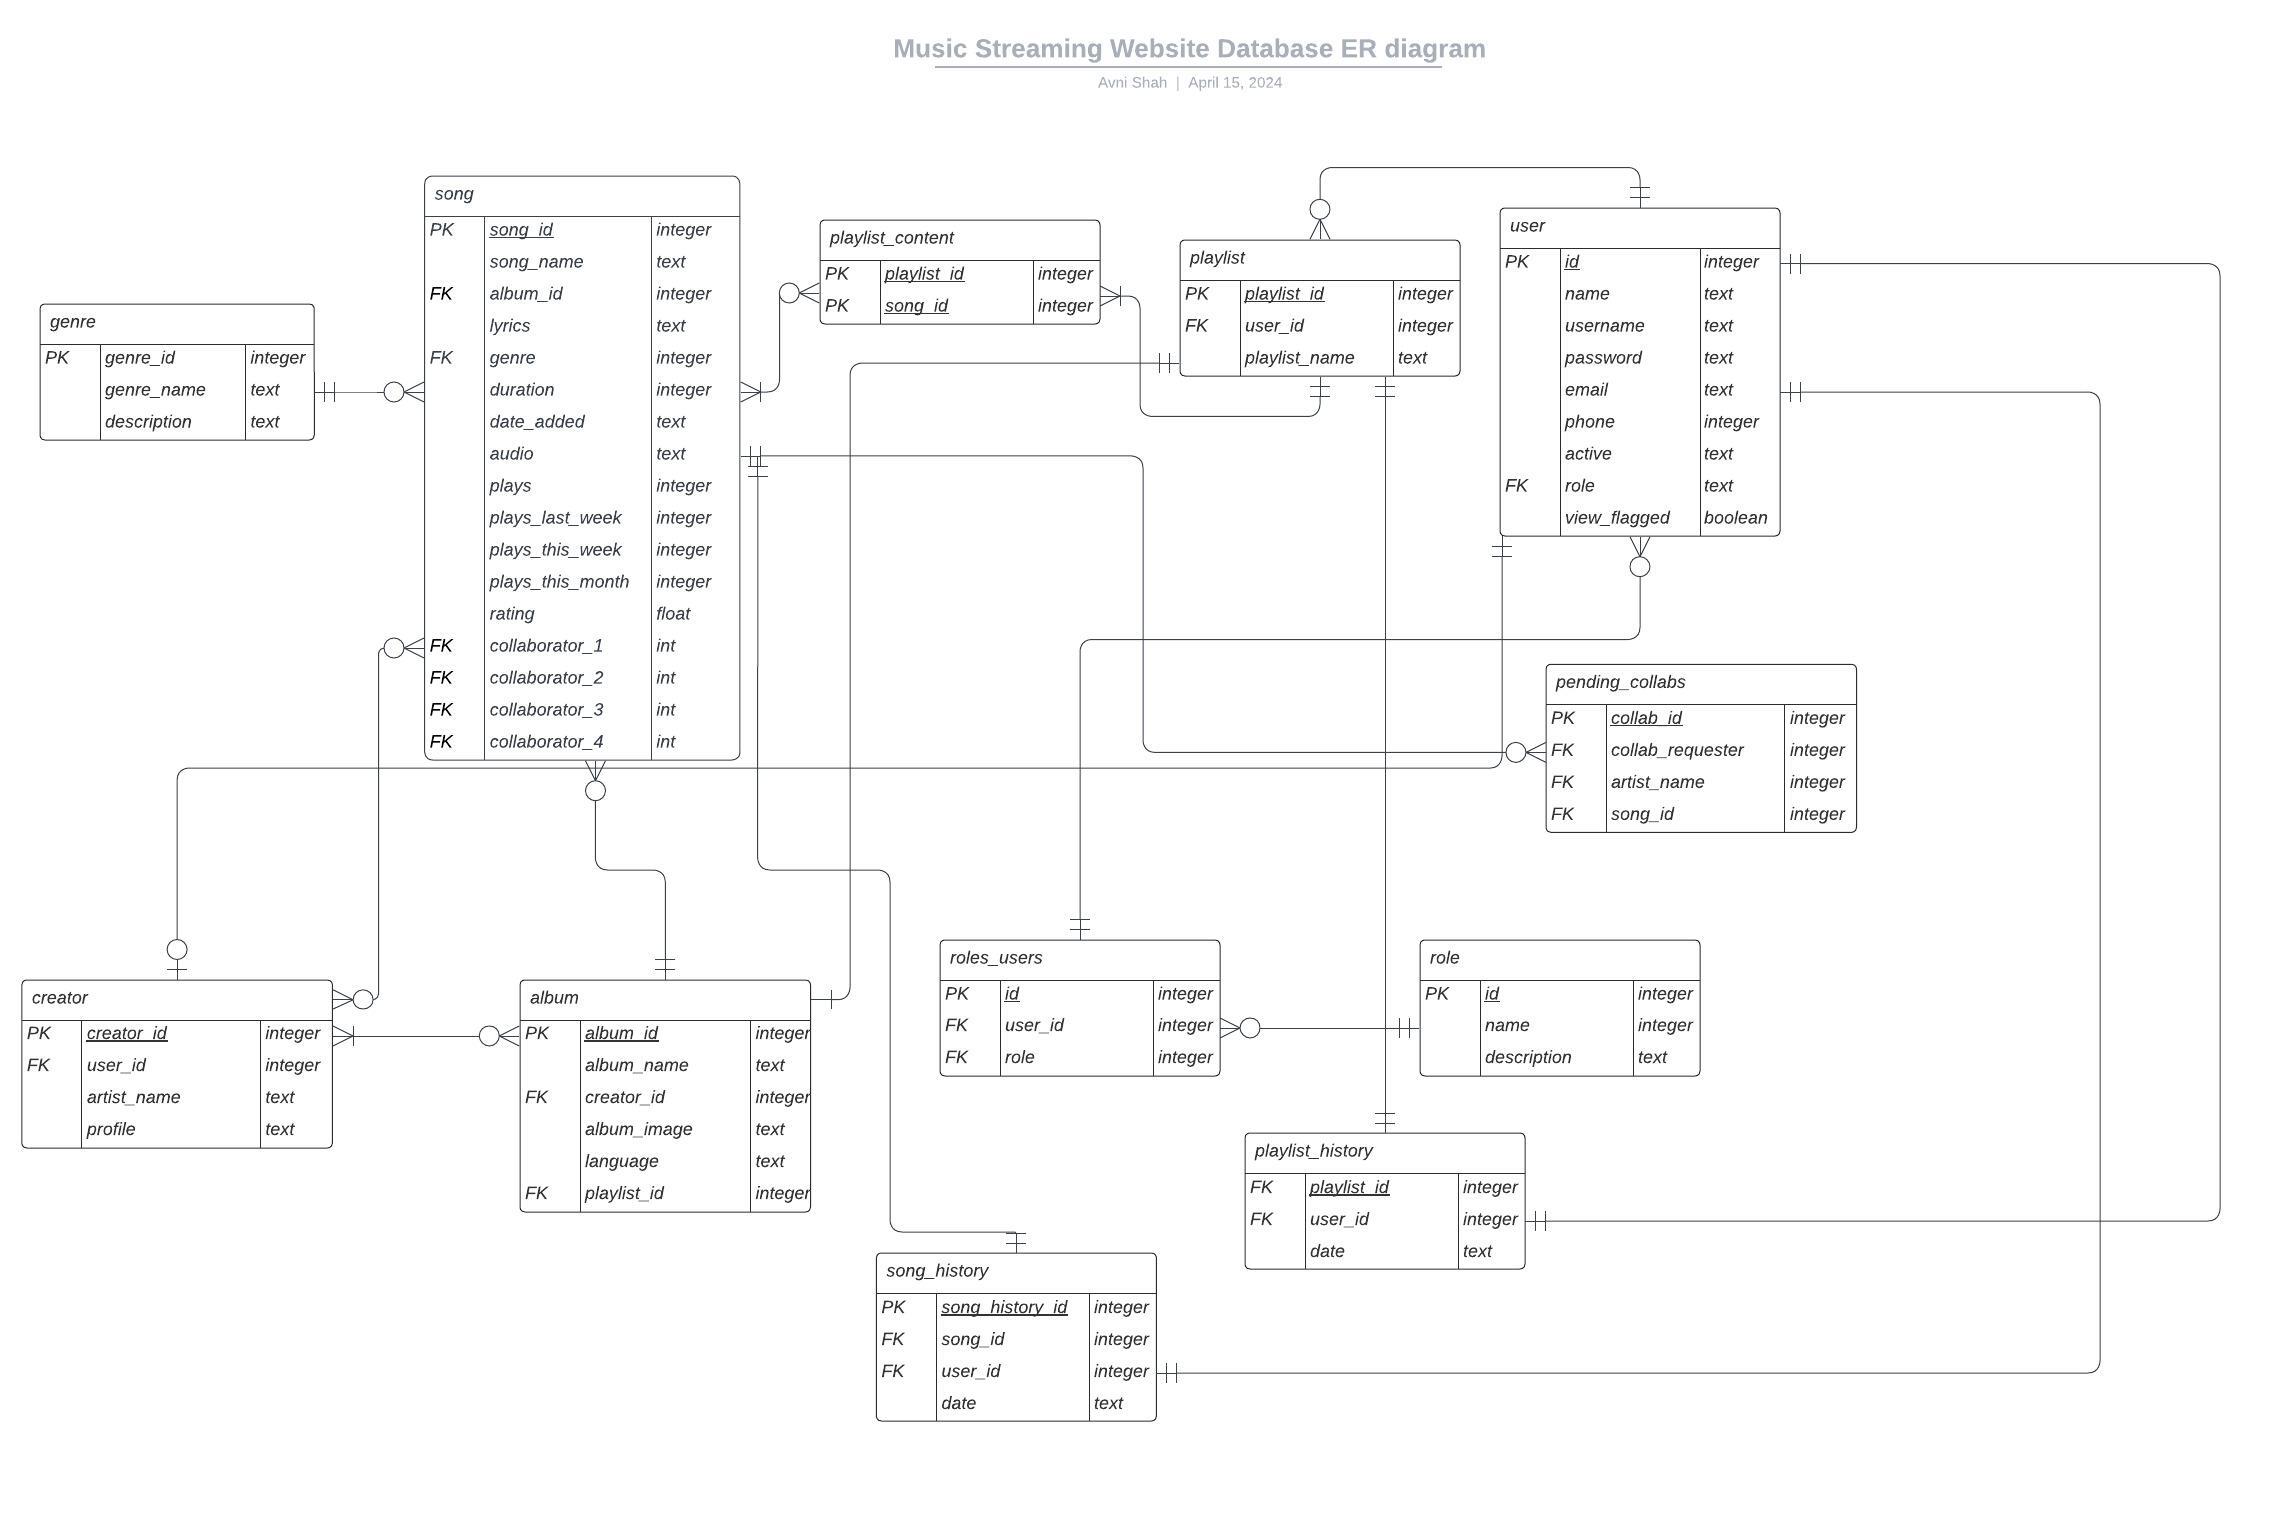 Music Streaming Website Database ER diagram
Avni Shah | April 15, 2024
song
PK song_id integer
song_name text
FK album_id integer
lyrics text
FK genre integer
duration integer
date_added text
audio text
plays integer
plays_last_week integer
plays_this_week integer
plays_this_month integer
rating float
FK collaborator_1 int
FK collaborator_2 int
FK collaborator_3 int
FK collaborator_4 int
playlist_content
PK playlist_id integer
PK song_id integer
playlist
PK playlist_id integer
FK user_id integer
playlist_name text
user
PK id integer
name text
username text
password text
email text
phone integer
active text
FK role text
view_flagged boolean
genre
PK genre_id integer
genre_name text
description text
pending_collabs
PK collab_id integer
FK collab_requester integer
FK artist_name integer
FK song_id integer
creator
PK creator_id integer
FK user_id integer
artist_name text
profile text
album
PK album_id integer
album_name text
FK creator_id integer
album_image text
language text
FK playlist_id integer
roles_users
PK id integer
FK user_id integer
FK role integer
role
PK id integer
name integer
description text
playlist_history
FK playlist_id integer
FK user_id integer
date text
song_history
PK song_history_id integer
FK song_id integer
FK user_id integer
date text